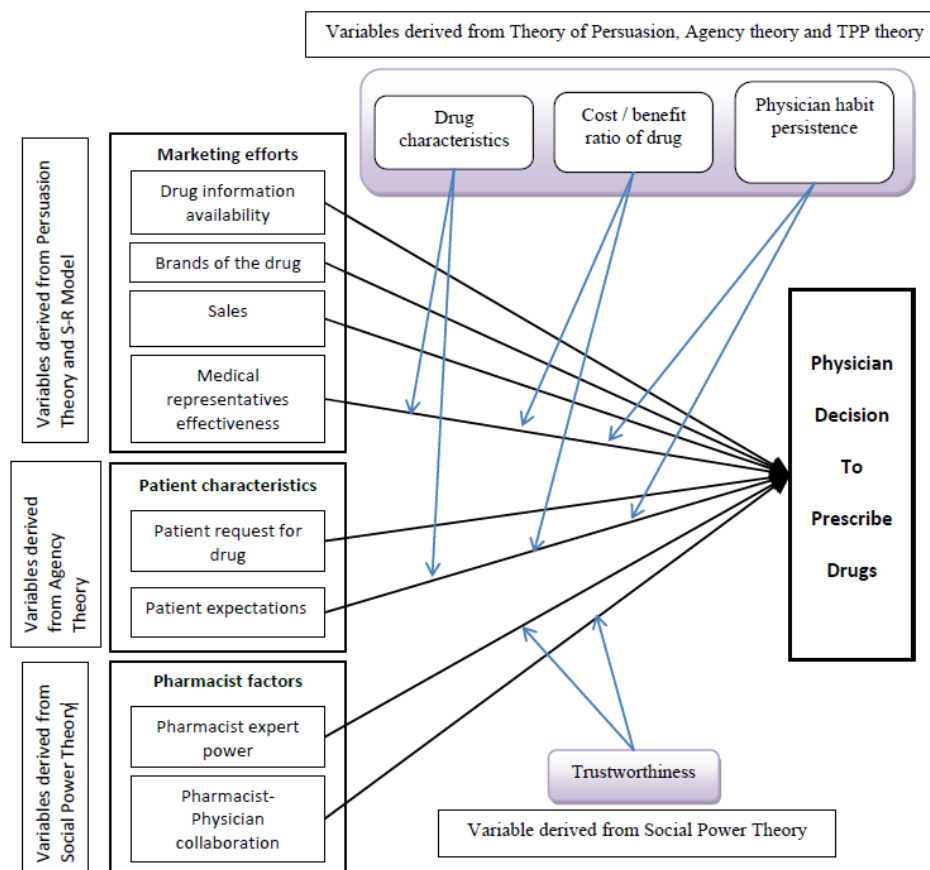 Variables derived from Theory of Persuasion, Agency theory and TPP theory
Drug
characteristics
Cost / benefit
ratio of drug
Physician habit
persistence
Variables derived from Persuasion
Theory and S-R Model
Marketing efforts
Drug information
availability
Brands of the drug
Sales
Medical
representatives
effectiveness
Variables derived
from Agency
Theory
Patient characteristics
Patient request for
drug
Patient expectations
Variables derived from
Social Power Theory
Pharmacist factors
Pharmacist expert
power
Pharmacist-
Physician
collaboration
Physician
Decision
To
Prescribe
Drugs
Trustworthiness
Variable derived from Social Power Theory